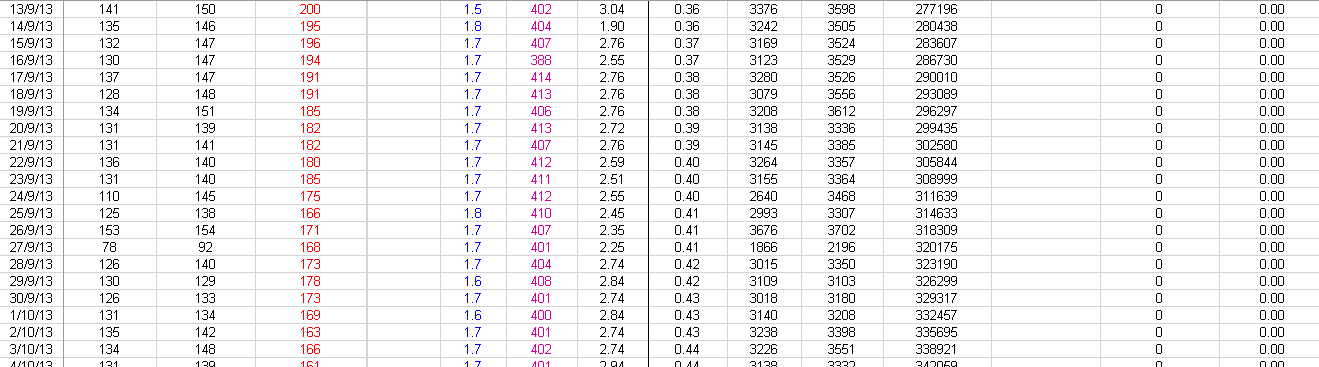 13/9/13 141 150 200 1.5 402 3.04 0.36 3376 3598 277196 0 0.00
14/9/13 135 146 195 1.8 404 1.90 0.36 3242 3505 280438 0 0.00
15/9/13 132 147 196 1.7 407 2.76 0.37 3169 3524 283607 0 0.00
16/9/13 130 147 194 1.7 388 2.55 0.37 3123 3529 286730 0 0.00
17/9/13 137 147 191 1.7 414 2.76 0.38 3280 3526 290010 0 0.00
18/9/13 128 148 191 1.7 413 2.76 0.38 3079 3556 293089 0 0.00
19/9/13 134 151 185 1.7 406 2.76 0.38 3208 3612 296297 0 0.00
20/9/13 131 139 182 1.7 413 2.72 0.39 3138 3336 299435 0 0.00
21/9/13 131 141 182 1.7 407 2.76 0.39 3145 3385 302580 0 0.00
22/9/13 136 140 180 1.7 412 2.59 0.40 3264 3357 305844 0 0.00
23/9/13 131 140 185 1.7 411 2.51 0.40 3155 3364 308999 0 0.00
24/9/13 110 145 175 1.7 412 2.55 0.40 2640 3468 311639 0 0.00
25/9/13 125 138 166 1.8 410 2.45 0.41 2993 3307 314633 0 0.00
26/9/13 153 154 171 1.7 407 2.35 0.41 3676 3702 318309 0 0.00
27/9/13 78 92 168 1.7 401 2.25 0.41 1866 2196 320175 0 0.00
28/9/13 126 140 173 1.7 404 2.74 0.42 3015 3350 323190 0 0.00
29/9/13 130 129 178 1.6 408 2.84 0.42 3109 3103 326299 0 0.00
30/9/13 126 133 173 1.7 401 2.74 0.43 3018 3180 329317 0 0.00
1/10/13 131 134 169 1.6 400 2.84 0.43 3140 3208 332457 0 0.00
2/10/13 135 142 163 1.7 401 2.74 0.43 3238 3398 335695 0 0.00
3/10/13 134 148 166 1.7 402 2.74 0.44 3226 3551 338921 0 0.00
4/10/13 131 139 161 1.7 401 2.94 0.44 3138 3332 342059 0 0.00